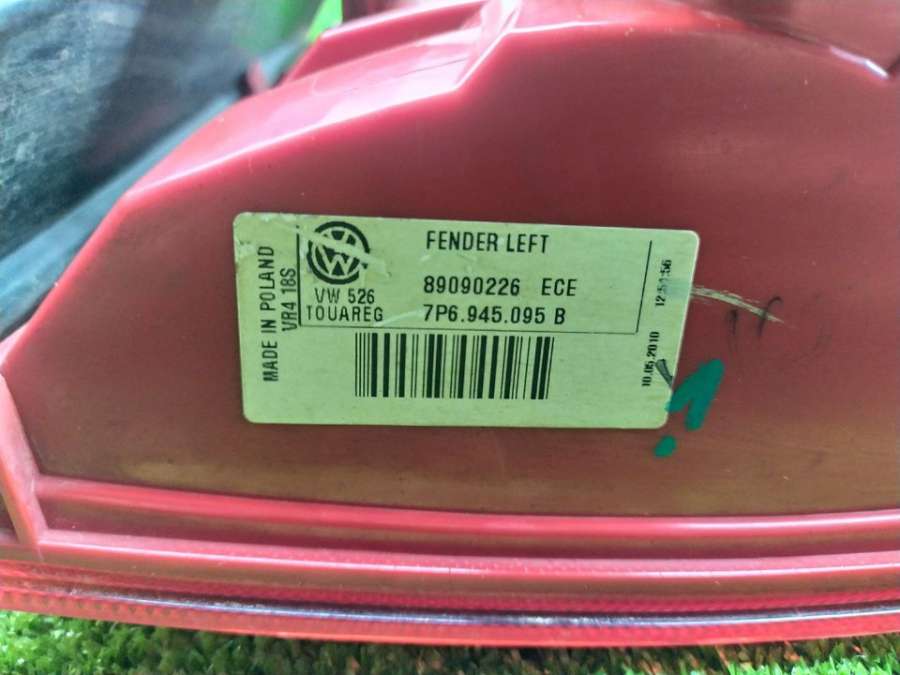 MADE IN POLAND
VR4 18S
VW 526
TOUAREG
FENDER LEFT
89090226 ECE
7P6.945.095 B
10.05.2010 12:51:56